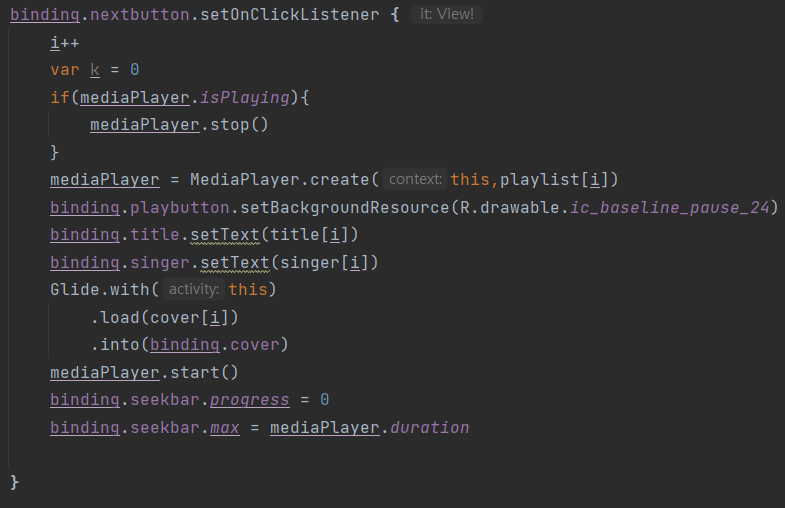 binding.nextbutton.setOnClickListener { it: View!
    i++
    var k = 0
    if(mediaPlayer.isPlaying){
        mediaPlayer.stop()
    }
    mediaPlayer = MediaPlayer.create( context: this,playlist[i])
    binding.playbutton.setBackgroundResource(R.drawable.ic_baseline_pause_24)
    binding.title.setText(title[i])
    binding.singer.setText(singer[i])
    Glide.with( activity: this)
        .load(cover[i])
        .into(binding.cover)
    mediaPlayer.start()
    binding.seekbar.progress = 0
    binding.seekbar.max = mediaPlayer.duration
}